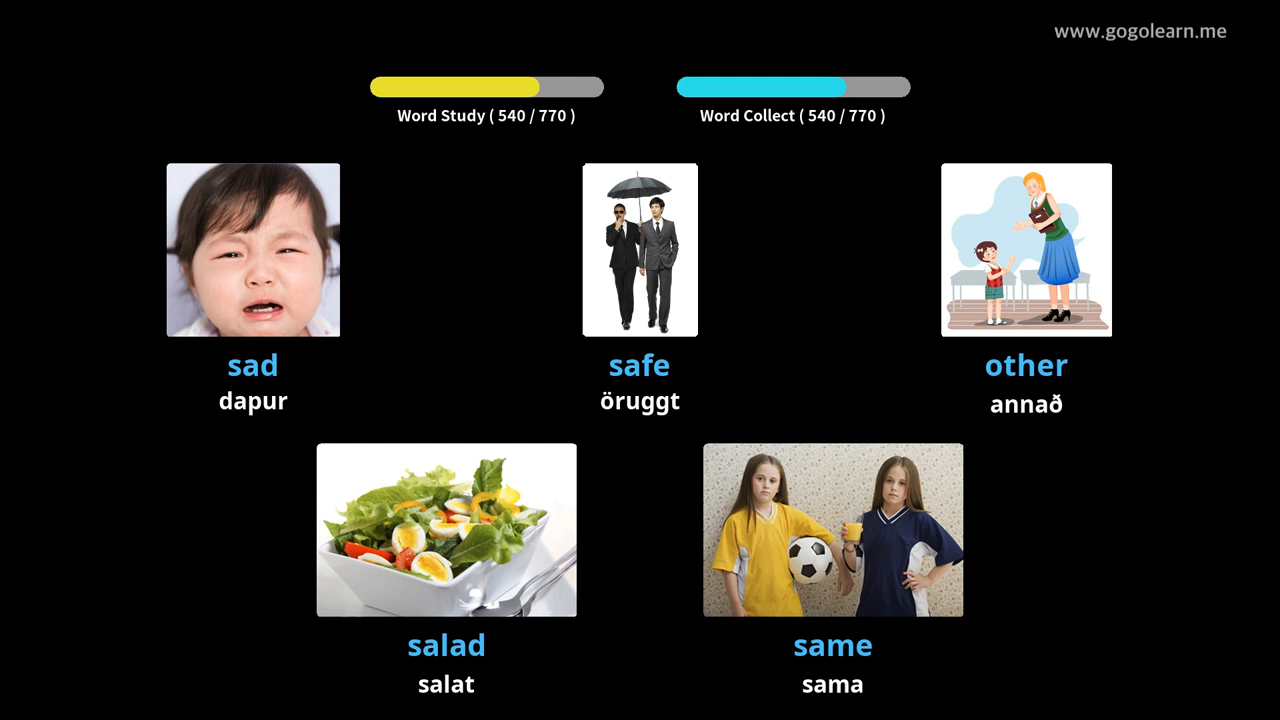 www.gogolearn.me
Word Study ( 540 / 770 )
Word Collect ( 540 / 770 )
sad
dapur
safe
öruggt
other
annað
salad
salat
same
sama